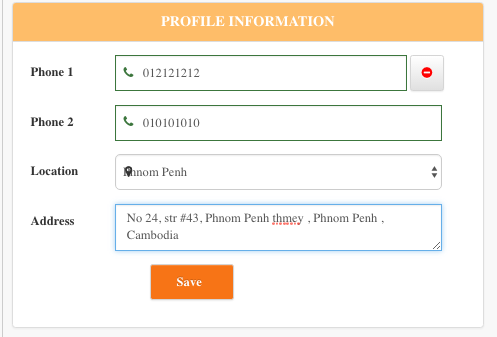 PROFILE INFORMATION
Phone 1
012121212
Phone 2
010101010
Location
Phnom Penh
Address
No 24, str #43, Phnom Penh thmey , Phnom Penh ,
Cambodia
Save